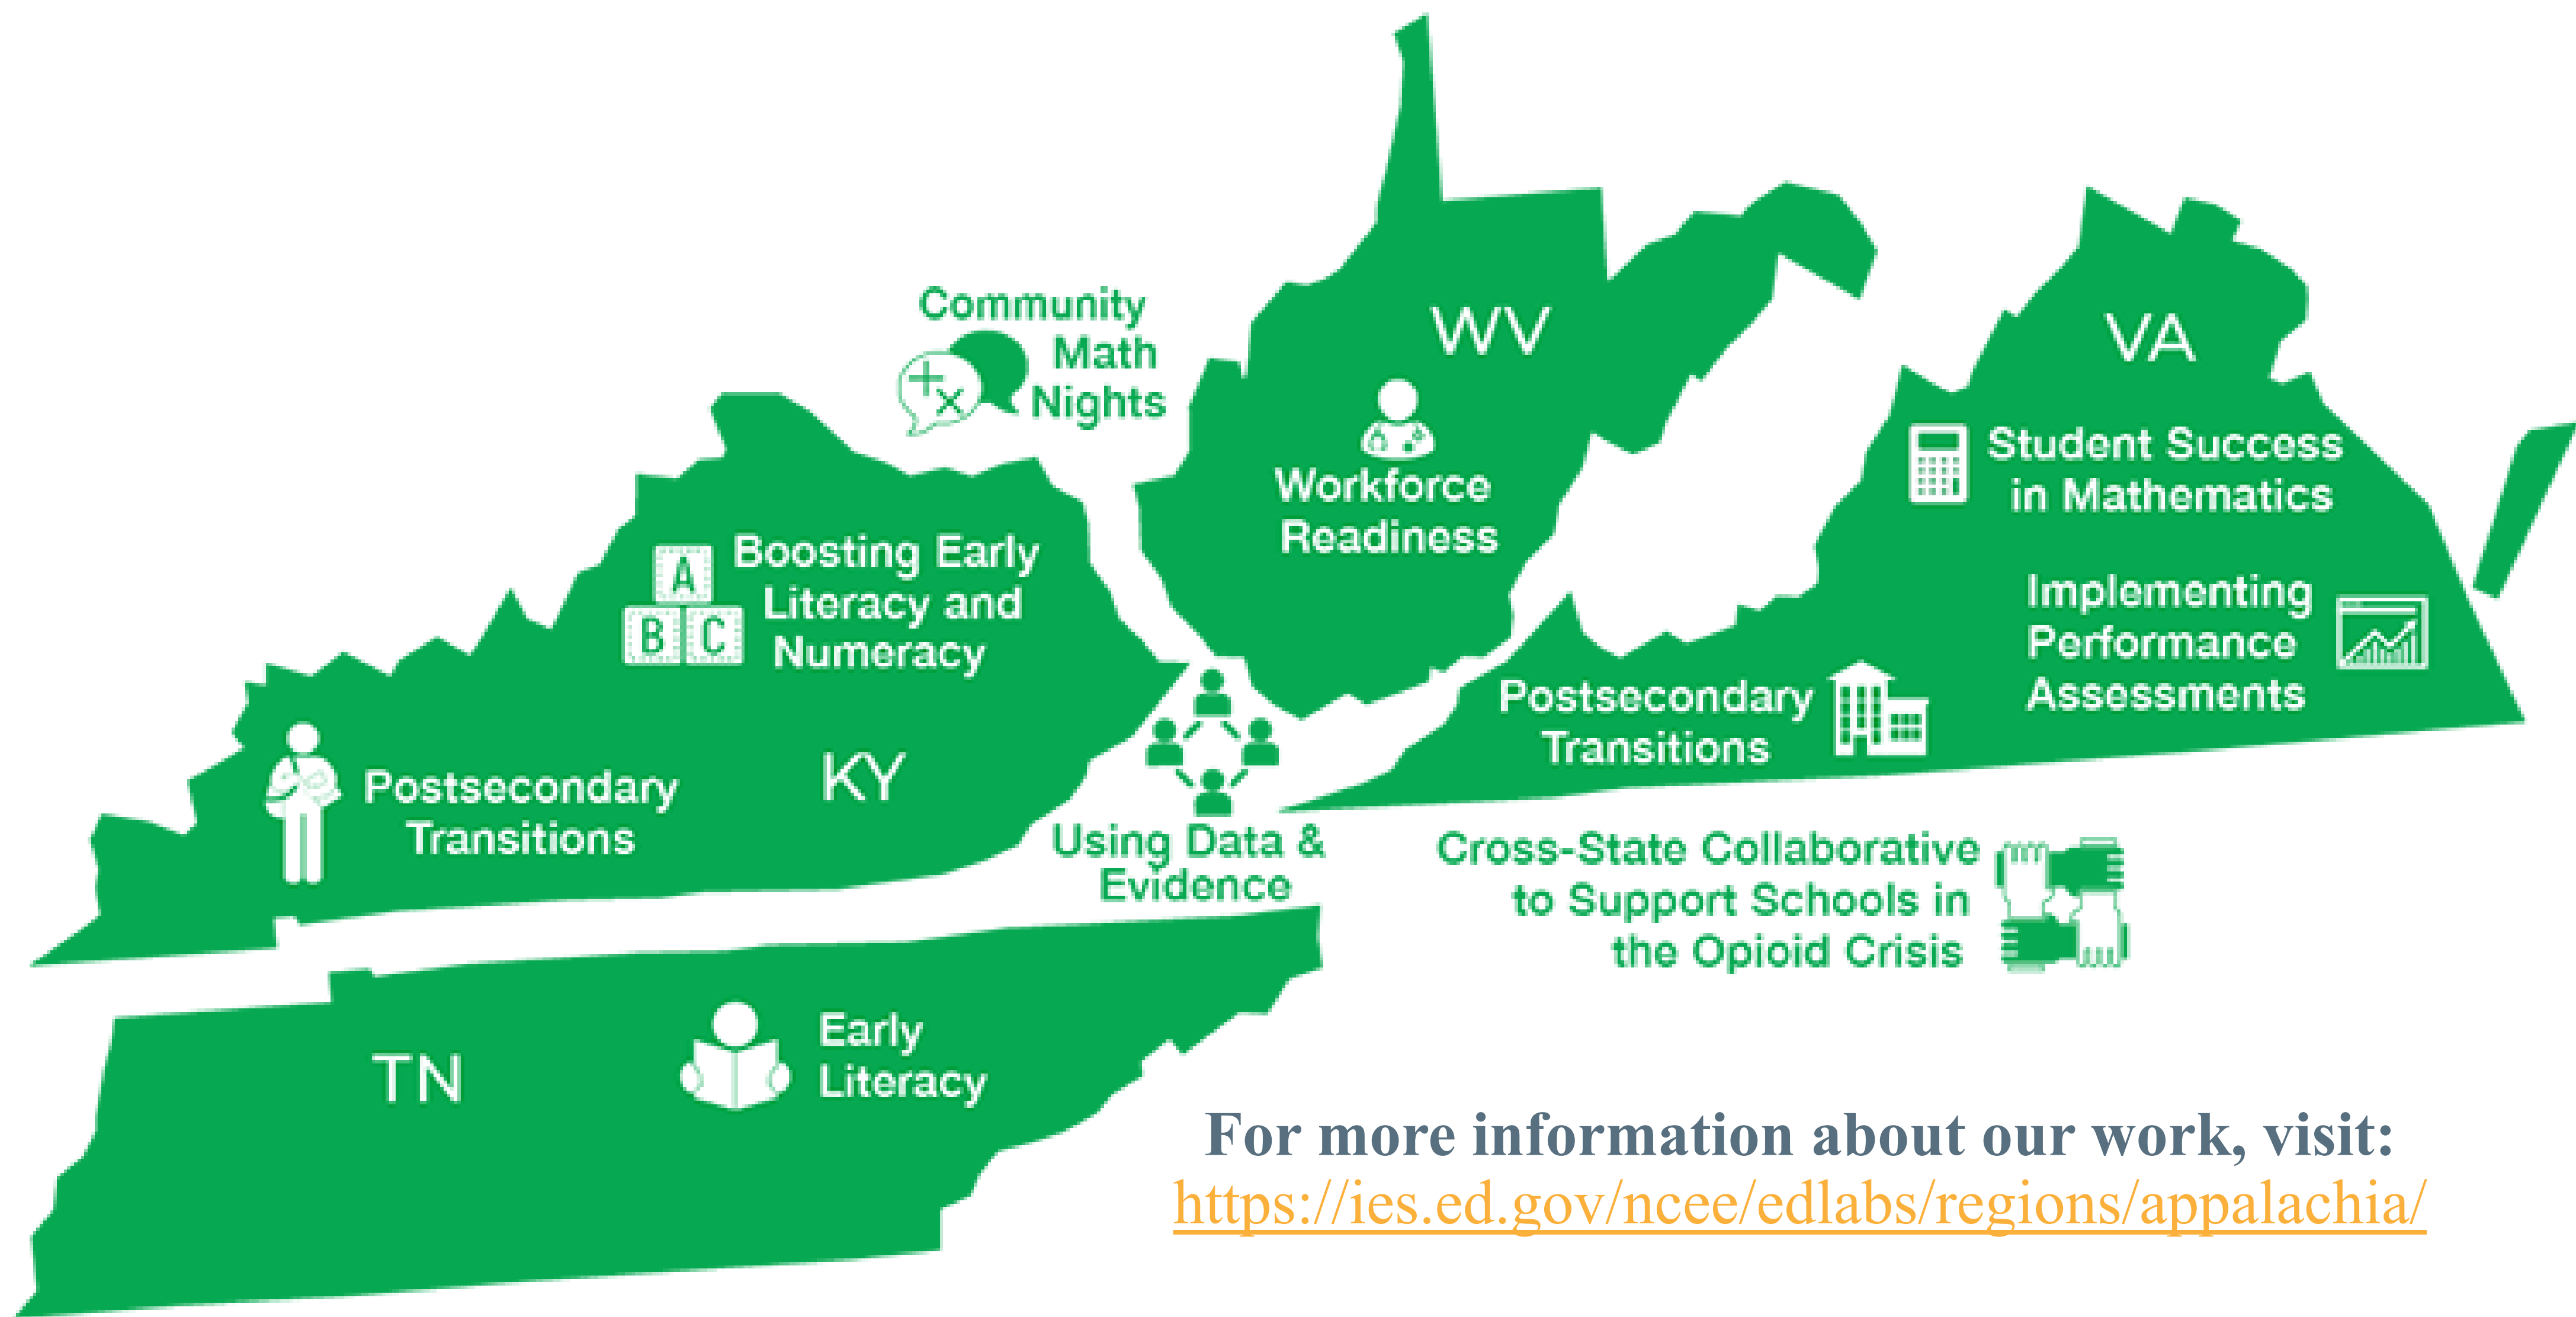 Community
Math
Nights
WV
Workforce
Readiness
VA
Student Success
in Mathematics
Implementing
Performance
Assessments
Postsecondary
Transitions
A
B C
Boosting Early
Literacy and
Numeracy
KY
Postsecondary
Transitions
Using Data &
Evidence
Cross-State Collaborative
to Support Schools in
the Opioid Crisis
TN
Early
Literacy
For more information about our work, visit:
https://ies.ed.gov/ncee/edlabs/regions/appalachia/